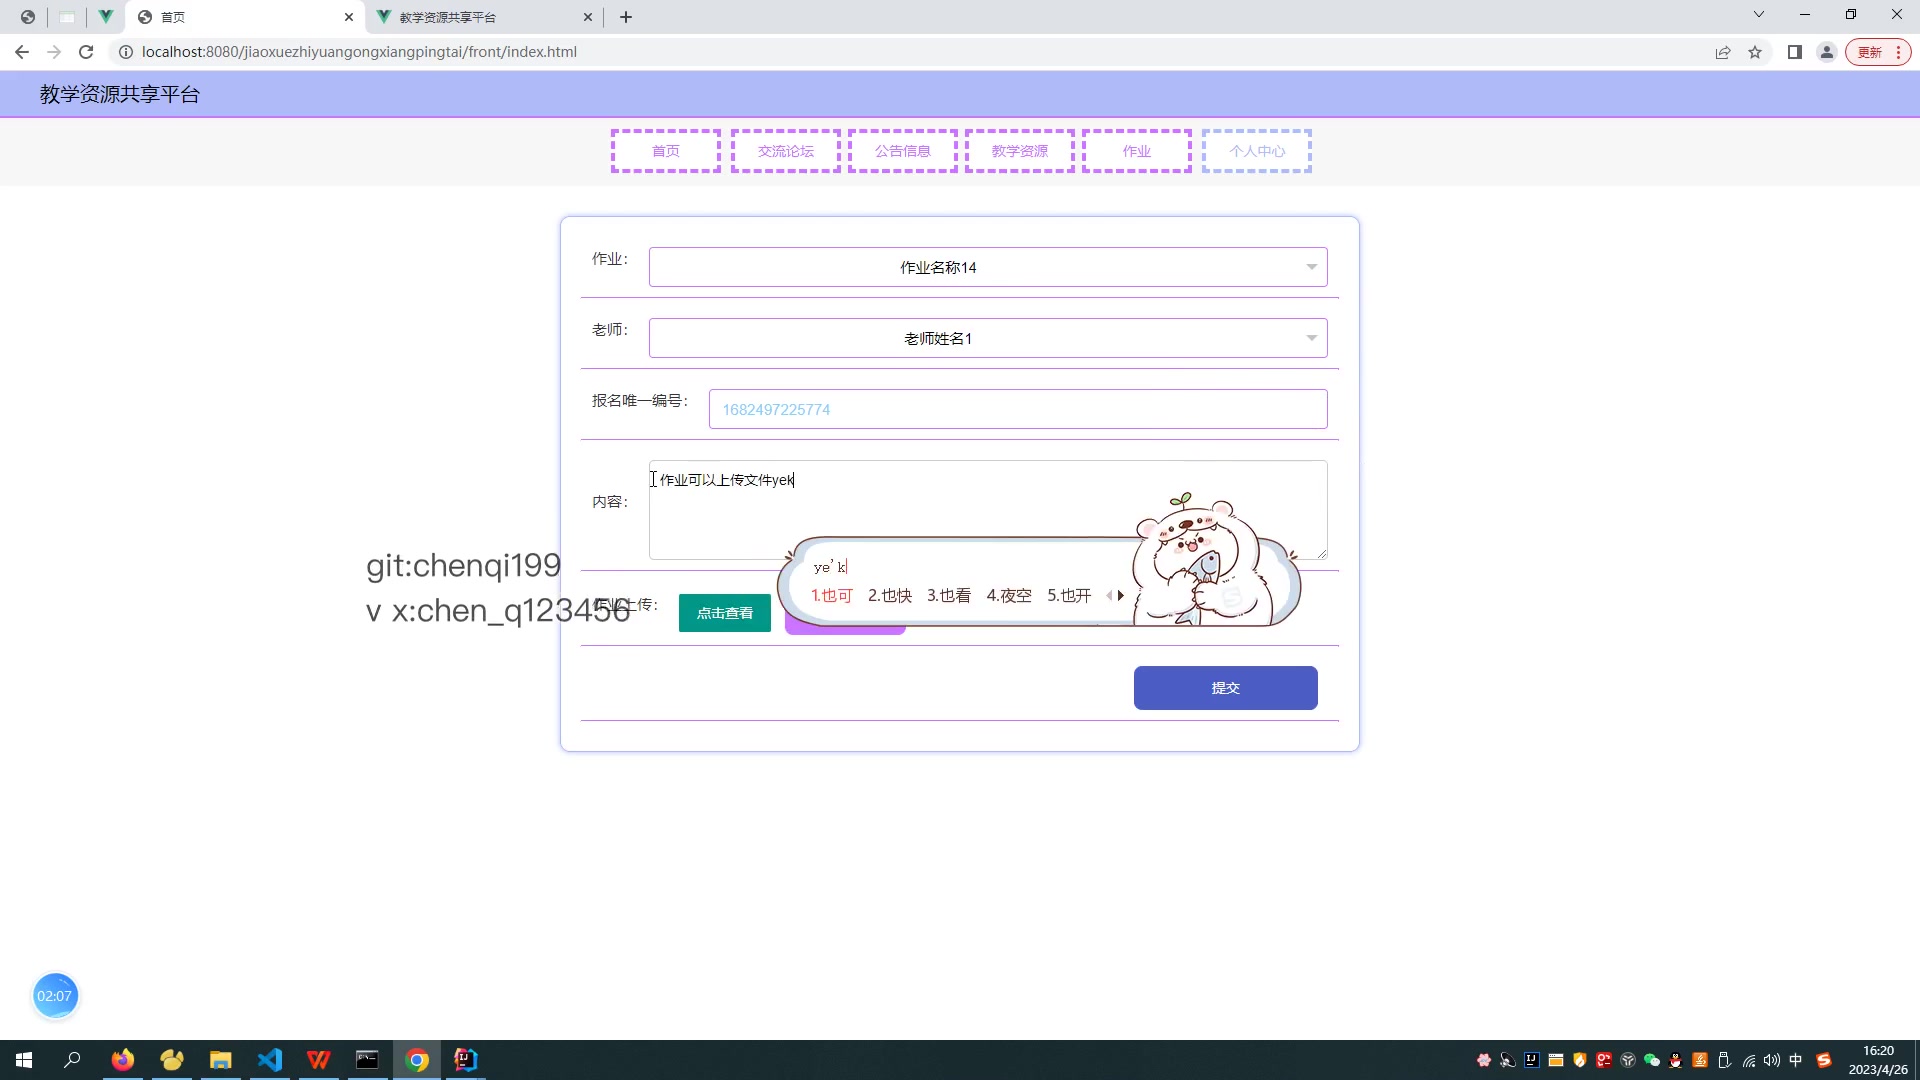 首页
教学资源共享平台
localhost:8080/jiaoxuezhiyuangongxiangpingtai/front/index.html
更新
教学资源共享平台
首页
交流论坛
公告信息
教学资源
作业
个人中心
作业：
作业名称14
老师：
老师姓名1
报名唯一编号：
1682497225774
内容：
作业可以上传文件yek
ye'k
1.也可 2.也快 3.也看 4.夜空 5.也开
git:chenqi199
v x:chen_q123456
作业上传：
点击查看
提交
02:07
中
16:20
2023/4/26